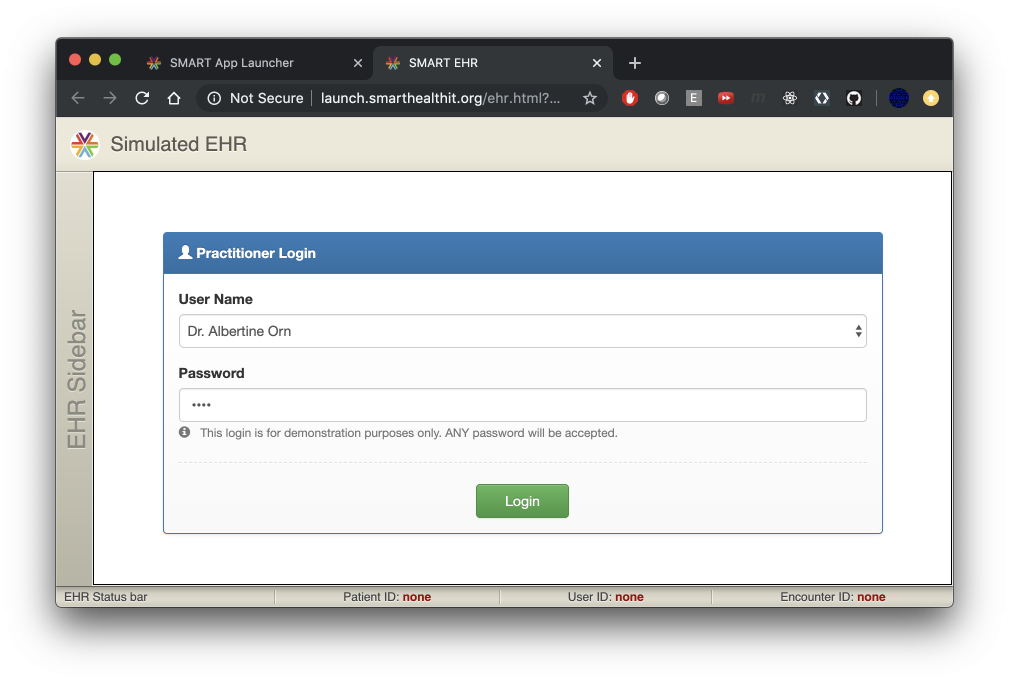 SMART App Launcher
SMART EHR
Not Secure launch.smarthealthit.org/ehr.html?...
E
m
Simulated EHR
EHR Sidebar
Practitioner Login
User Name
Dr. Albertine Orn
Password
••••
This login is for demonstration purposes only. ANY password will be accepted.
Login
EHR Status bar
Patient ID: none
User ID: none
Encounter ID: none